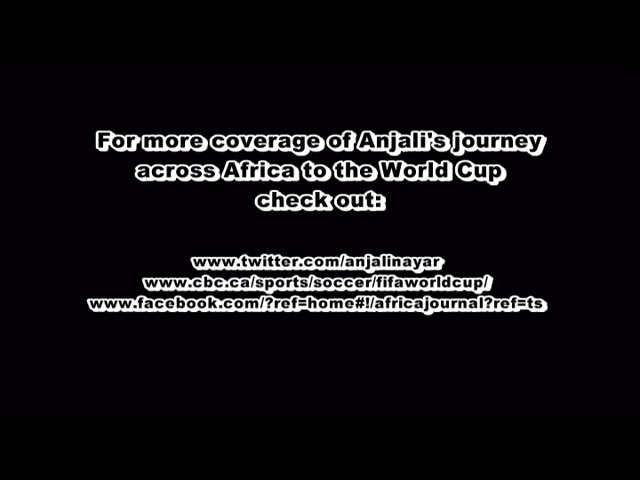 For more coverage of Anjali's journey
across Africa to the World Cup
check out:
www.twitter.com/anjalinayar
www.cbc.ca/sports/soccer/fifaworldcup/
www.facebook.com/?ref=home#!/africajournal?ref=ts